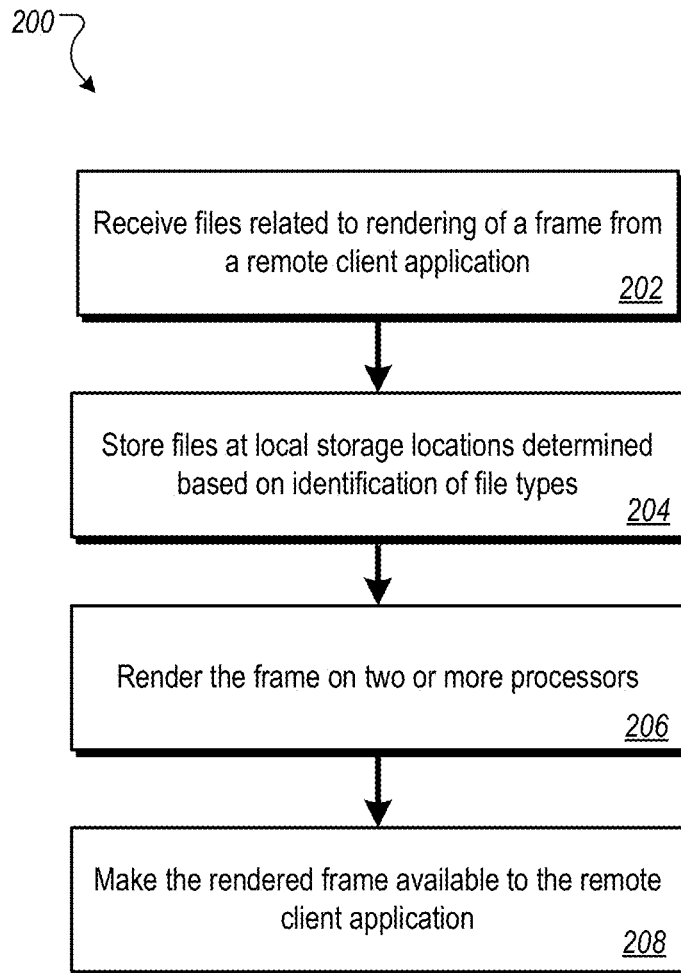 200
Receive files related to rendering of a frame from
a remote client application
202
Store files at local storage locations determined
based on identification of file types
204
Render the frame on two or more processors
206
Make the rendered frame available to the remote
client application
208